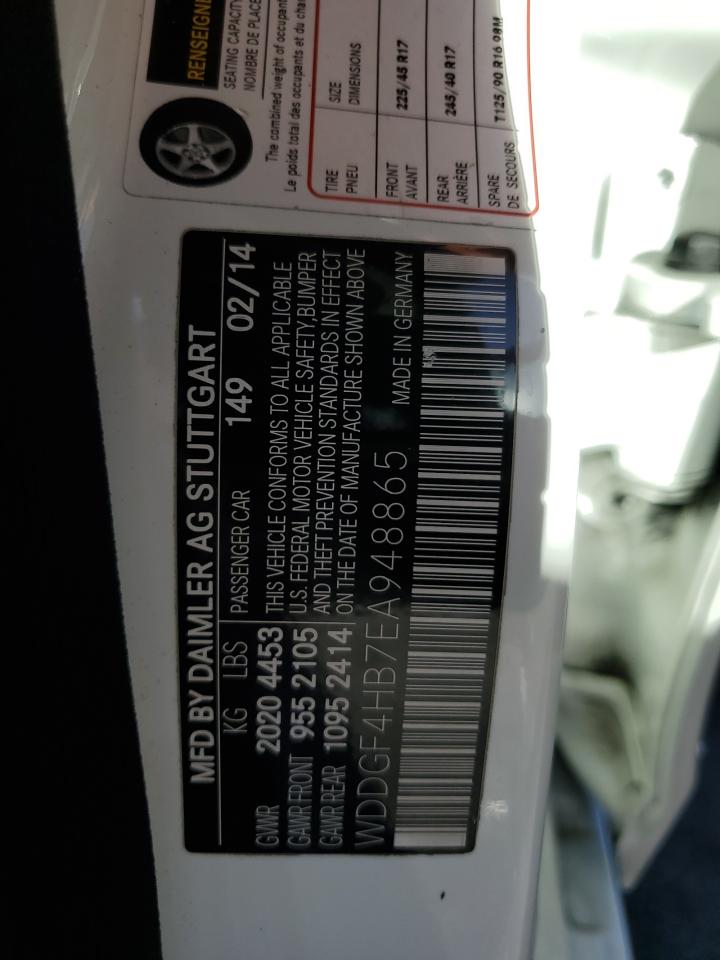 MFD BY DAIMLER AG STUTTGART
KG LBS PASSENGER CAR 149 02/14
GVWR 2020 4453
GAWR FRONT 955 2105
GAWR REAR 1095 2414
THIS VEHICLE CONFORMS TO ALL APPLICABLE
U.S. FEDERAL MOTOR VEHICLE SAFETY, BUMPER
AND THEFT PREVENTION STANDARDS IN EFFECT
ON THE DATE OF MANUFACTURE SHOWN ABOVE
WDDGF4HB7EA948865 MADE IN GERMANY
SEATING CAPACITY
NOMBRE DE PLACE
The combined weight of occupant
Le poids total des occupants et du
TIRE SIZE
PNEU DIMENSIONS
FRONT 225/45 R17
AVANT
REAR 245/40 R17
ARRIÈRE
SPARE T125/90 R16 98M
DE SECOURS